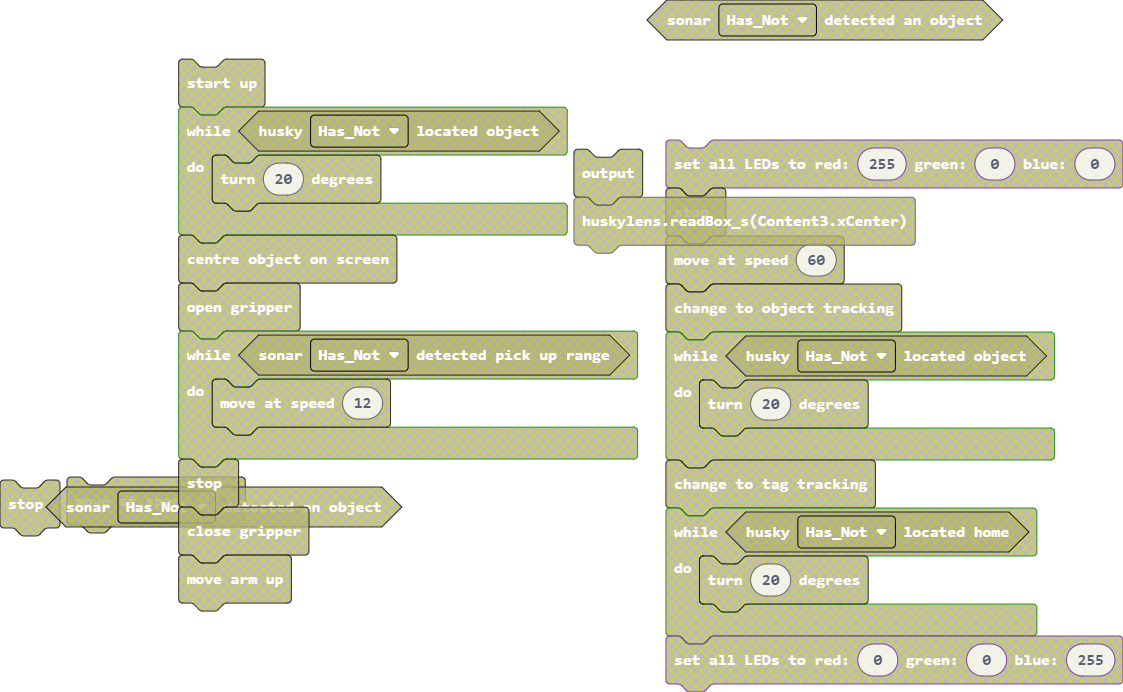 sonar Has_Not detected an object
start up
while husky Has_Not located object
do turn 20 degrees
centre object on screen
open gripper
while sonar Has_Not detected pick up range
do move at speed 12
stop
close gripper
move arm up
stop
sonar Has_No etected an object
output
huskylens.readBox_s(Content3.xCenter)
set all LEDs to red: 255 green: 0 blue: 0
move at speed 60
change to object tracking
while husky Has_Not located object
do turn 20 degrees
change to tag tracking
while husky Has_Not located home
do turn 20 degrees
set all LEDs to red: 0 green: 0 blue: 255